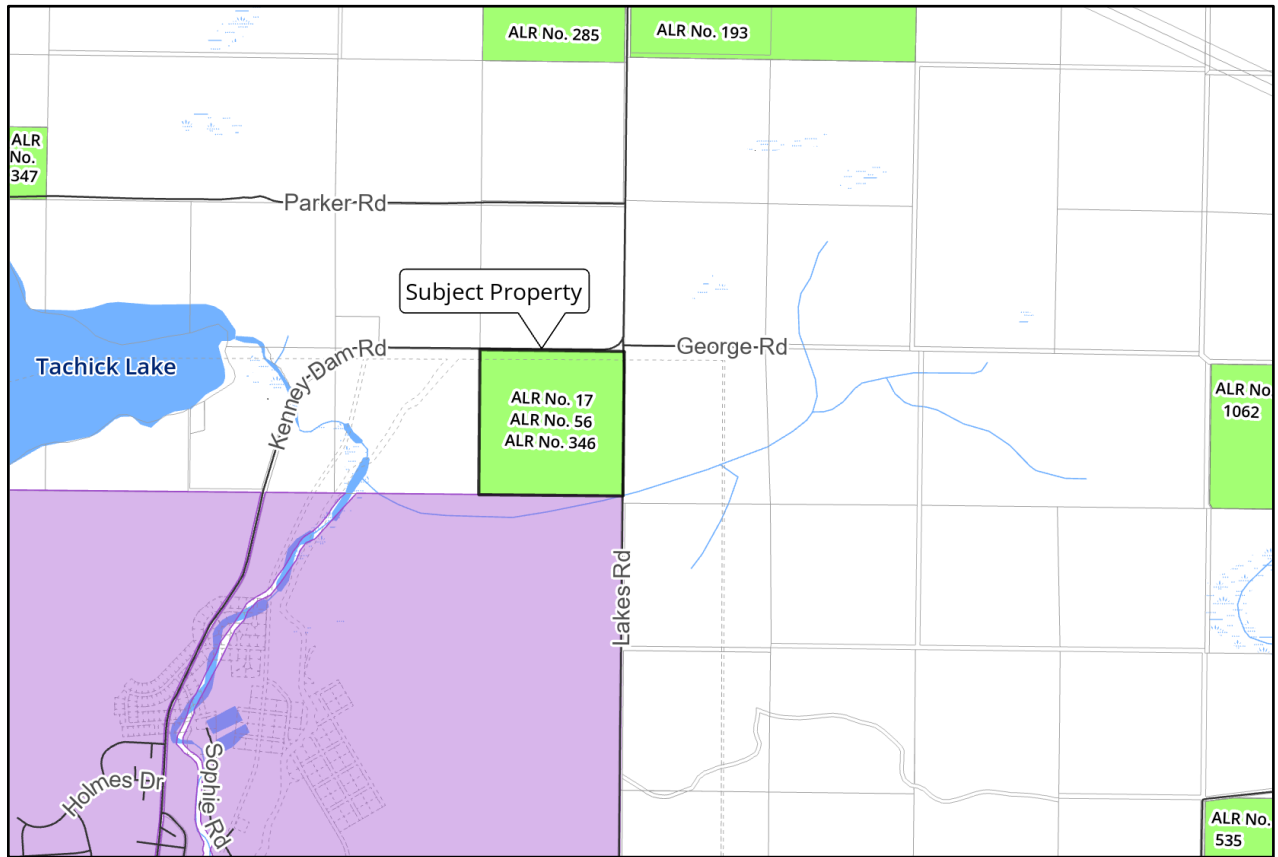 ALR No. 285
ALR No. 193
ALR
No.
347
Parker Rd
Subject Property
George Rd
Kenney Dam Rd
Tachick Lake
ALR No. 17
ALR No. 56
ALR No. 346
ALR No.
1062
Lakes Rd
Holmes Dr
Sophie Rd
ALR No.
535